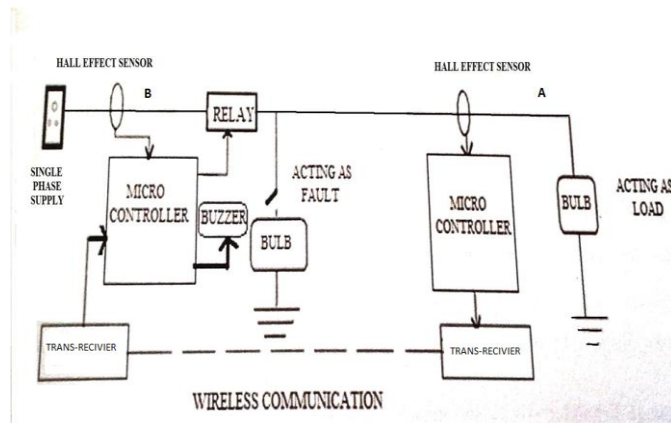 HALL EFFECT SENSOR
HALL EFFECT SENSOR
B
A
RELAY
SINGLE
PHASE
SUPPLY
MICRO
CONTROLLER
BUZZER
ACTING AS
FAULT
BULB
MICRO
CONTROLLER
BULB
ACTING AS
LOAD
TRANS-RECIVIER
TRANS-RECIVIER
WIRELESS COMMUNICATION